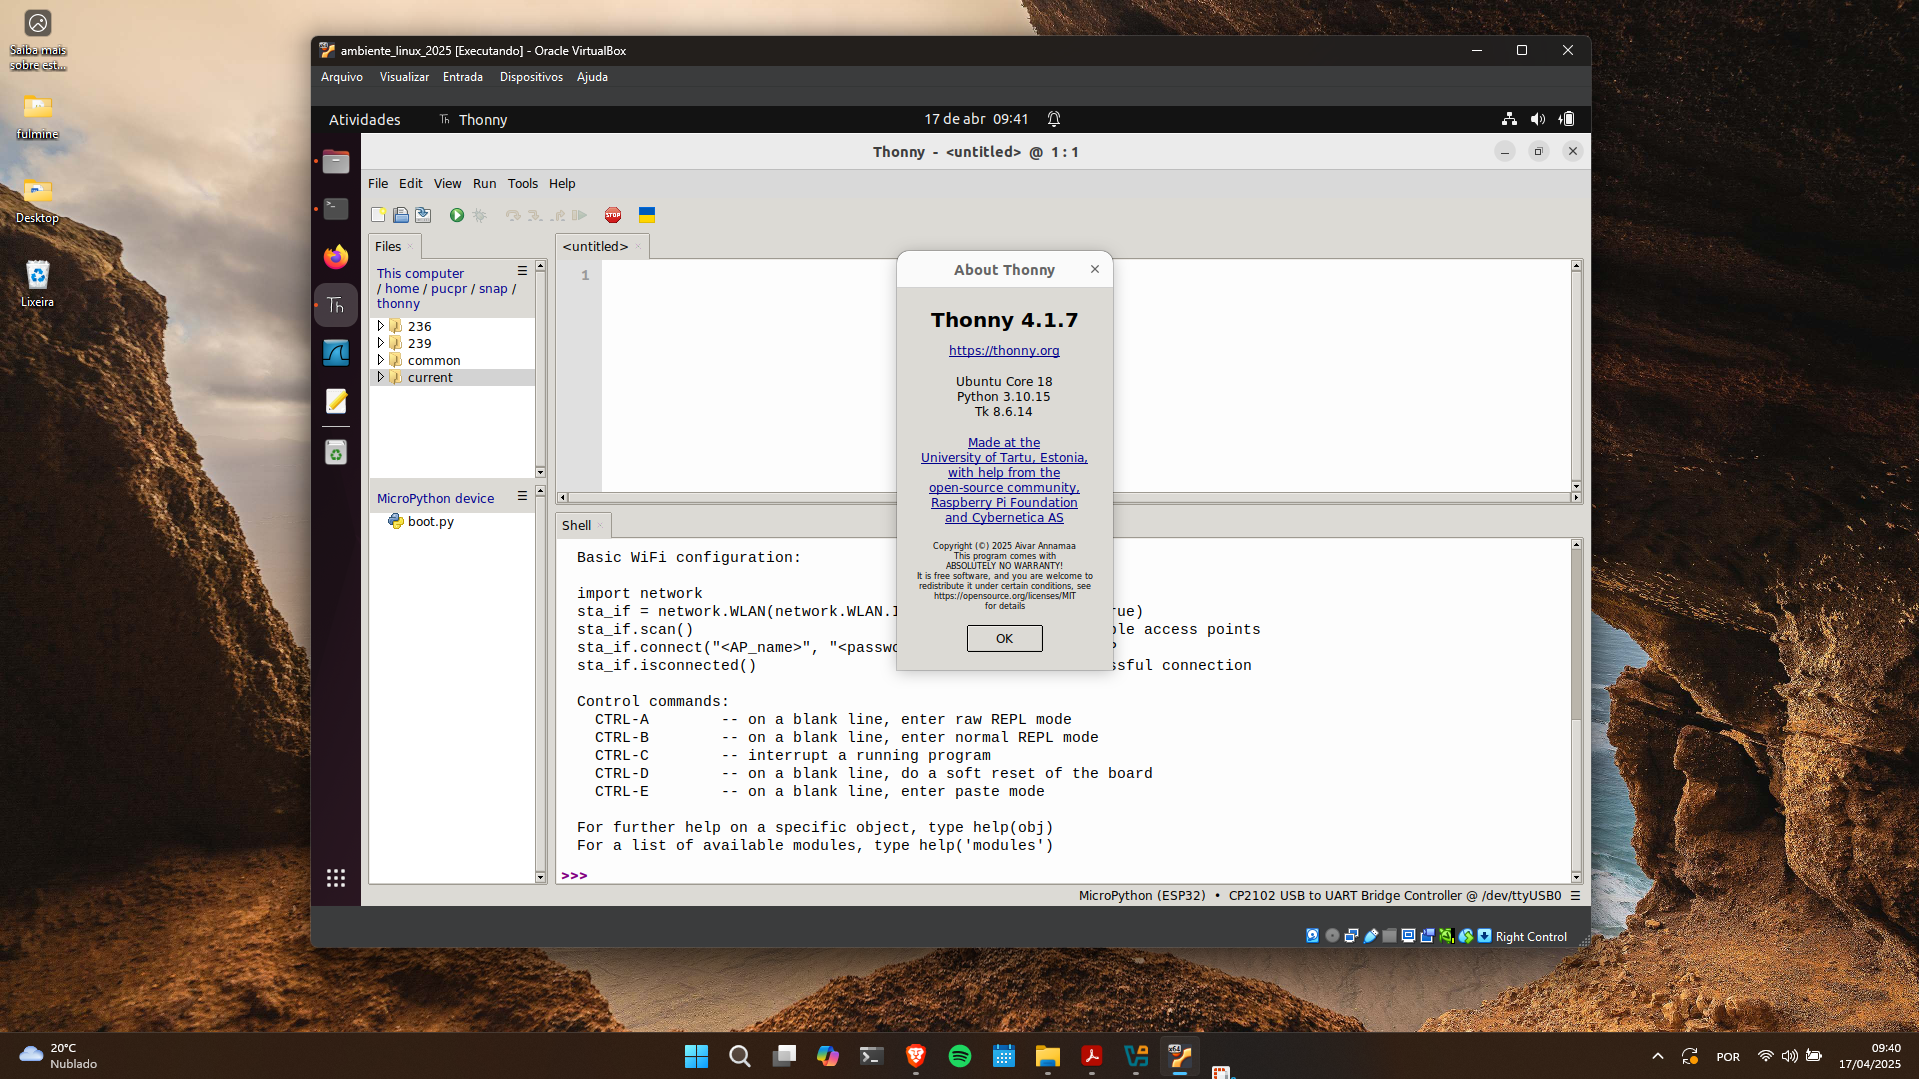 Saiba mais
sobre est...
fulmine
Desktop
Lixeira
ambiente_linux_2025 [Executando] - Oracle VirtualBox
Arquivo Visualizar Entrada Dispositivos Ajuda
Atividades Th Thonny 17 de abr 09:41
Thonny - <untitled> @ 1 : 1
File Edit View Run Tools Help
STOP
Files
This computer
/ home / pucpr / snap /
thonny
236
239
common
current
MicroPython device
boot.py
Th
<untitled>
1
About Thonny
Thonny 4.1.7
https://thonny.org
Ubuntu Core 18
Python 3.10.15
Tk 8.6.14
Made at the
University of Tartu, Estonia,
with help from the
open-source community,
Raspberry Pi Foundation
and Cybernetica AS
Copyright (©) 2025 Aivar Annamaa
This program comes with
ABSOLUTELY NO WARRANTY!
It is free software, and you are welcome to
redistribute it under certain conditions, see
https://opensource.org/licenses/MIT
for details
OK
Shell
Basic WiFi configuration:
import network
sta_if = network.WLAN(network.WLAN. rue)
sta_if.scan() access points
sta_if.connect("<AP_name>", "<passw
sta_if.isconnected() ssful connection
Control commands:
CTRL-A -- on a blank line, enter raw REPL mode
CTRL-B -- on a blank line, enter normal REPL mode
CTRL-C -- interrupt a running program
CTRL-D -- on a blank line, do a soft reset of the board
CTRL-E -- on a blank line, enter paste mode
For further help on a specific object, type help(obj)
For a list of available modules, type help('modules')
>>>
MicroPython (ESP32) • CP2102 USB to UART Bridge Controller @ /dev/ttyUSB0
Right Control
20°C
Nublado
POR
09:40
17/04/2025